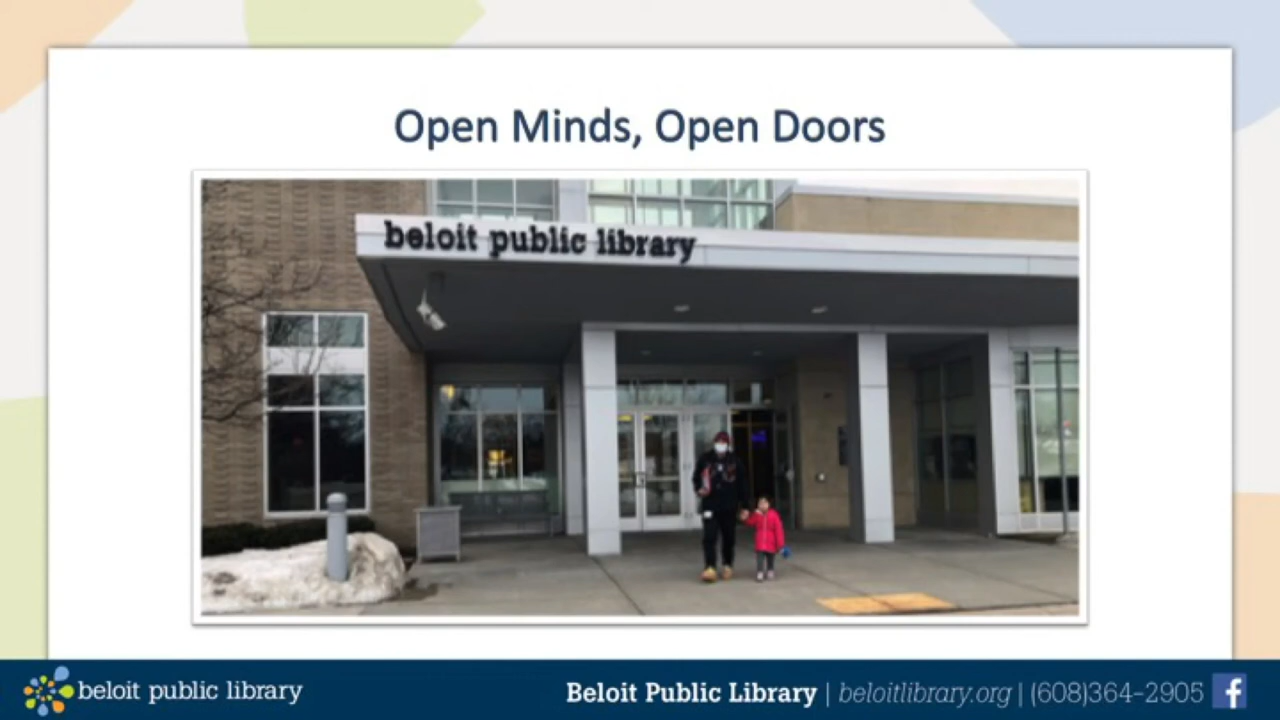 Open Minds, Open Doors
beloit public library
beloit public library
Beloit Public Library | beloitlibrary.org | (608)364-2905 f